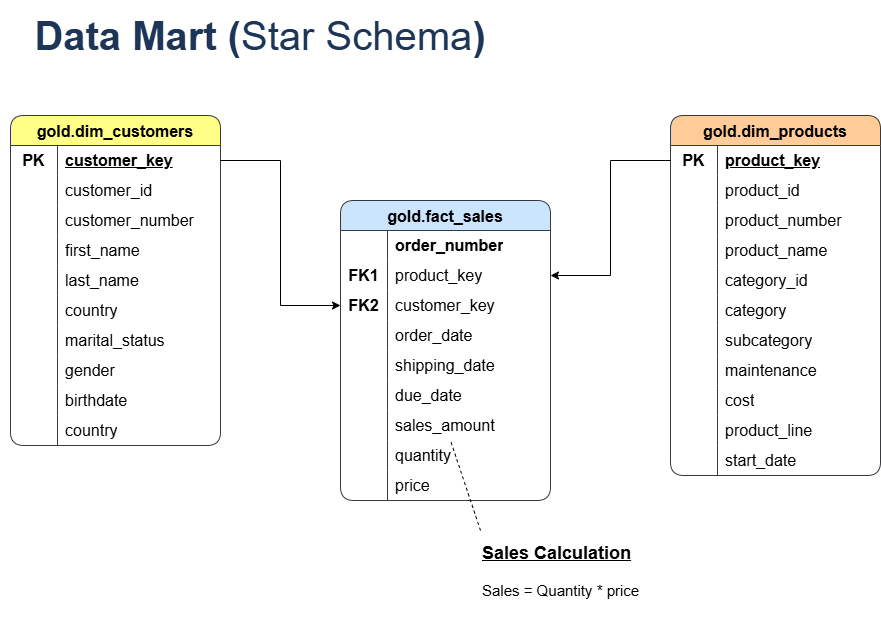 Data Mart (Star Schema)
gold.dim_customers
PK customer_key
customer_id
customer_number
first_name
last_name
country
marital_status
gender
birthdate
country
gold.fact_sales
order_number
FK1 product_key
FK2 customer_key
order_date
shipping_date
due_date
sales_amount
quantity
price
gold.dim_products
PK product_key
product_id
product_number
product_name
category_id
category
subcategory
maintenance
cost
product_line
start_date
Sales Calculation
Sales = Quantity * price